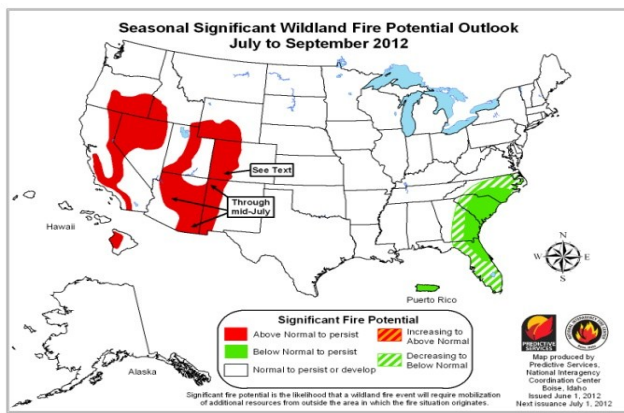 Seasonal Significant Wildland Fire Potential Outlook
July to September 2012
See Text
Through
mid-July
Hawaii
Alaska
Puerto Rico
N
W
E
S
Significant Fire Potential
Above Normal to persist
Below Normal to persist
Normal to persist or develop
Increasing to
Above Normal
Decreasing to
Below Normal
Significant fire potential is the likelihood that a wildland fire event will require mobilization
of additional resources from outside the area in which the fire situation originates.
PREDICTIVE
SERVICES
Map produced by
Predictive Services,
National Interagency
Coordination Center
Boise, Idaho
Issued June 1, 2012
Next issuance July 1, 2012